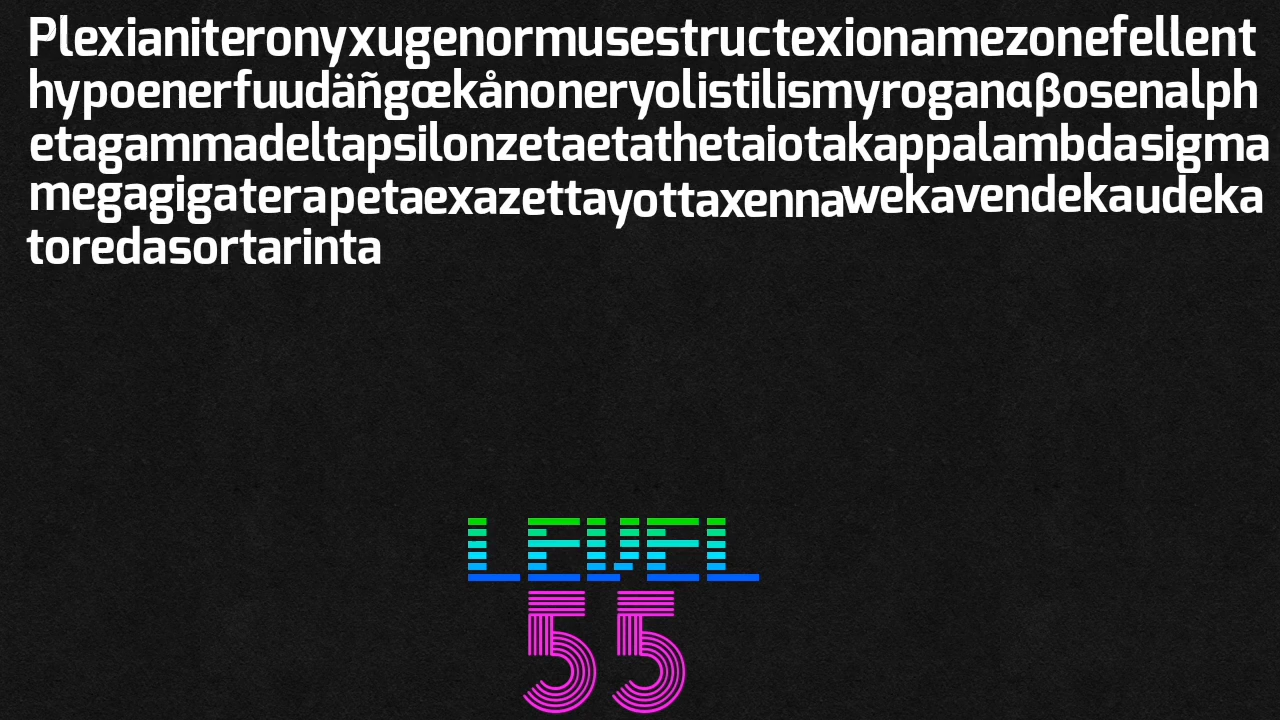 Plexianiteronyxugenormusestructexionamezonefellent
hypoenerfuudäñgœkånoneryolistilismyroganαβosenalph
etagammadeltapsilonzetaetathetaiotakappalambdasigma
megagigaterapetaexazettayottaxennawekavendekaudeka
toredasortarinta
LEVEL
55